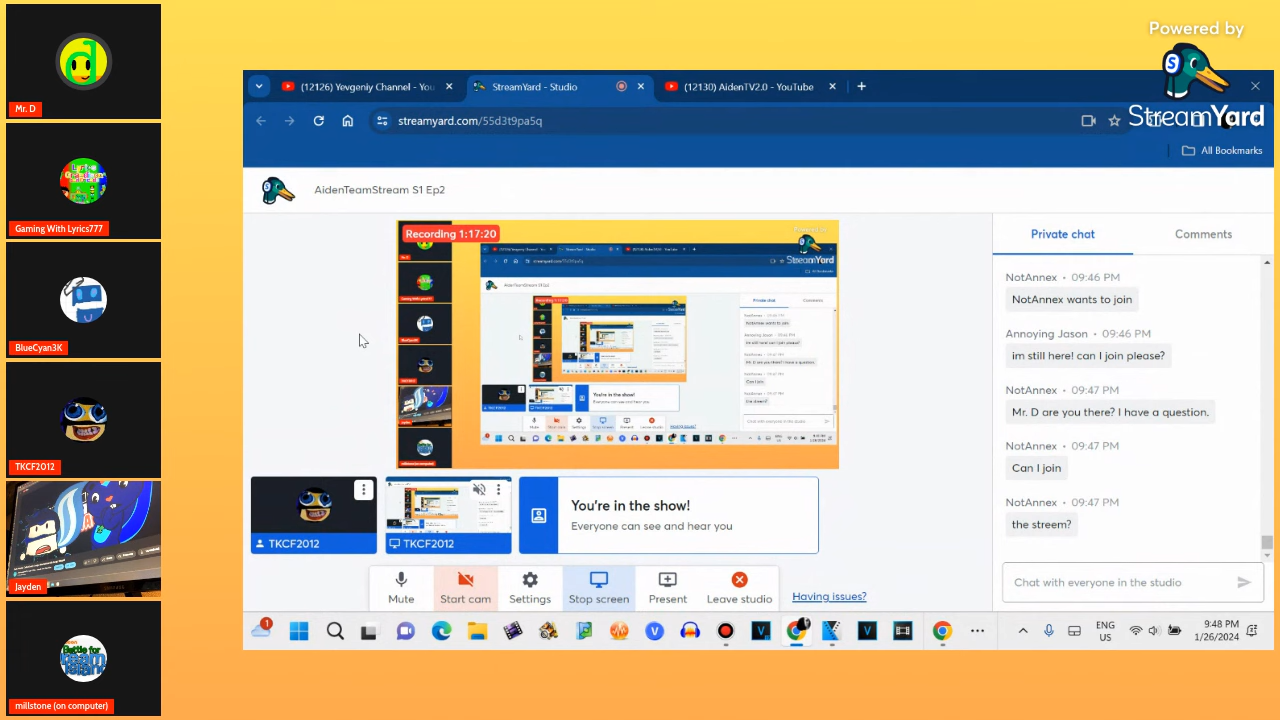 Powered by
StreamYard
Mr. D
Gaming With Lyrics777
BlueCyan3K
TKCF2012
Jayden
millstone (on computer)
(12126) Yevgeniy Channel - You
StreamYard - Studio
(12130) AidenTV2.0 - YouTube
streamyard.com/55d3t9pa5q
All Bookmarks
AidenTeamStream S1 Ep2
Recording 1:17:20
Private chat
Comments
NotAnnex • 09:46 PM
NotAnnex wants to join
Annoying Jason • 09:46 PM
im still here! can I join please?
NotAnnex • 09:47 PM
Mr. D are you there? I have a question.
NotAnnex • 09:47 PM
Can I join
NotAnnex • 09:47 PM
the streem?
TKCF2012
TKCF2012
You're in the show!
Everyone can see and hear you
Chat with everyone in the studio
Mute
Start cam
Settings
Stop screen
Present
Leave studio
Having issues?
1
ENG
US
9:48 PM
1/26/2024